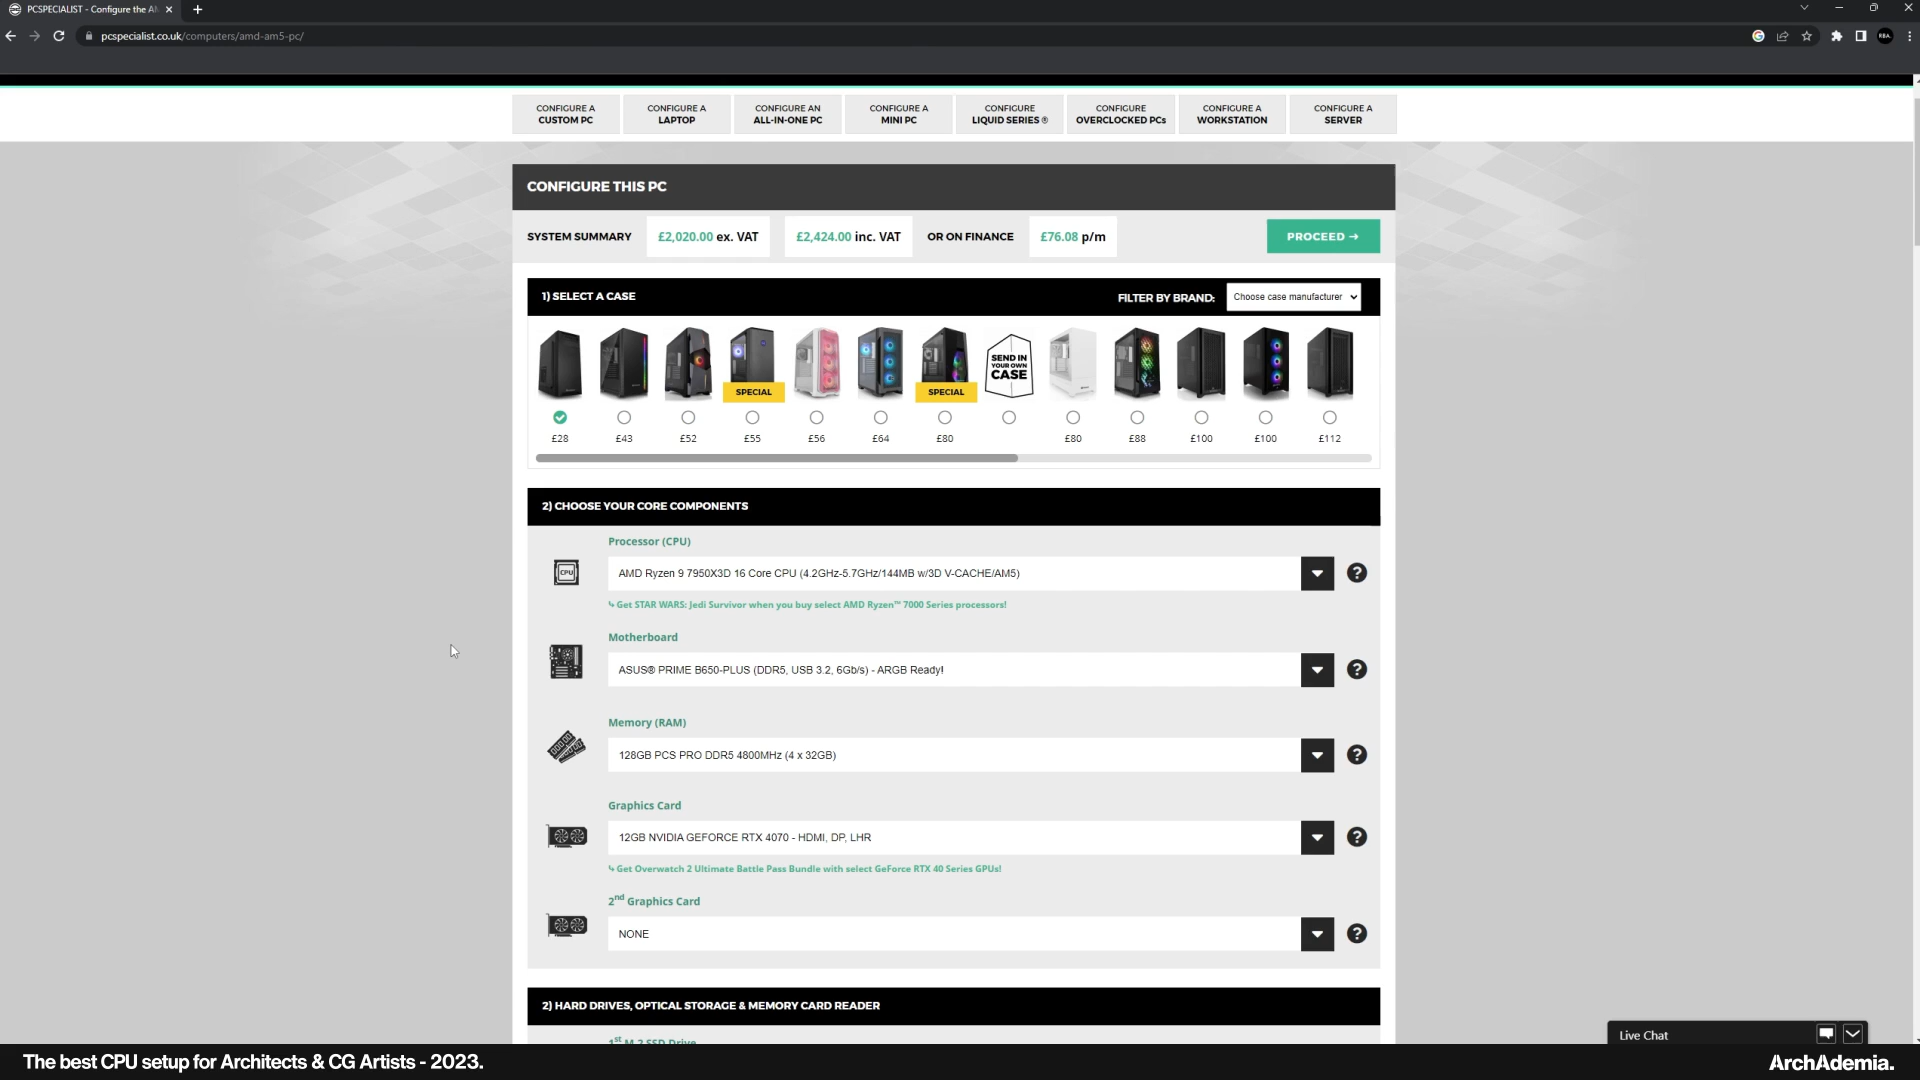 PCSPECIALIST - Configure the AM
pcspecialist.co.uk/computers/amd-am5-pc/
RBA.
CONFIGURE A
CUSTOM PC
CONFIGURE A
LAPTOP
CONFIGURE AN
ALL-IN-ONE PC
CONFIGURE A
MINI PC
CONFIGURE
LIQUID SERIES ®
CONFIGURE
OVERCLOCKED PCs
CONFIGURE A
WORKSTATION
CONFIGURE A
SERVER
CONFIGURE THIS PC
SYSTEM SUMMARY £2,020.00 ex. VAT £2,424.00 inc. VAT OR ON FINANCE £76.08 p/m PROCEED →
1) SELECT A CASE FILTER BY BRAND: Choose case manufacturer
SEND IN
YOUR OWN
CASE
SPECIAL SPECIAL
£28 £43 £52 £55 £56 £64 £80 £80 £88 £100 £100 £112
2) CHOOSE YOUR CORE COMPONENTS
Processor (CPU)
CPU
AMD Ryzen 9 7950X3D 16 Core CPU (4.2GHz-5.7GHz/144MB w/3D V-CACHE/AM5) ?
Get STAR WARS: Jedi Survivor when you buy select AMD Ryzen™ 7000 Series processors!
Motherboard
ASUS® PRIME B650-PLUS (DDR5, USB 3.2, 6Gb/s) - ARGB Ready! ?
Memory (RAM)
128GB PCS PRO DDR5 4800MHz (4 x 32GB) ?
Graphics Card
12GB NVIDIA GEFORCE RTX 4070 - HDMI, DP, LHR ?
Get Overwatch 2 Ultimate Battle Pass Bundle with select GeForce RTX 40 Series GPUs!
2nd Graphics Card
NONE ?
2) HARD DRIVES, OPTICAL STORAGE & MEMORY CARD READER
1st M.2 SSD Drive
Live Chat
The best CPU setup for Architects & CG Artists - 2023.
ArchAdemia.